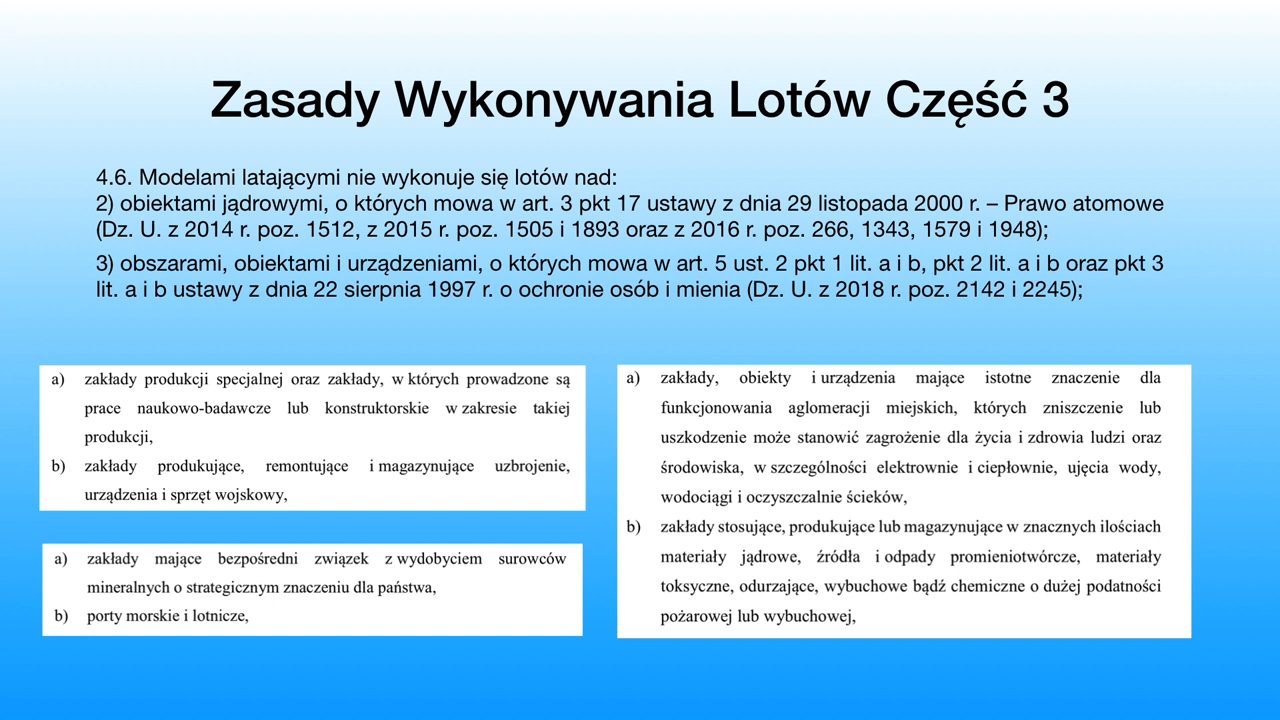 Zasady Wykonywania Lotów Część 3
4.6. Modelami latającymi nie wykonuje się lotów nad:
2) obiektami jądrowymi, o których mowa w art. 3 pkt 17 ustawy z dnia 29 listopada 2000 r. – Prawo atomowe
(Dz. U. z 2014 r. poz. 1512, z 2015 r. poz. 1505 i 1893 oraz z 2016 r. poz. 266, 1343, 1579 i 1948);
3) obszarami, obiektami i urządzeniami, o których mowa w art. 5 ust. 2 pkt 1 lit. a i b, pkt 2 lit. a i b oraz pkt 3
lit. a i b ustawy z dnia 22 sierpnia 1997 r. o ochronie osób i mienia (Dz. U. z 2018 r. poz. 2142 i 2245);
a) zakłady produkcji specjalnej oraz zakłady, w których prowadzone są
prace naukowo-badawcze lub konstruktorskie w zakresie takiej
produkcji,
b) zakłady produkujące, remontujące i magazynujące uzbrojenie,
urządzenia i sprzęt wojskowy,
a) zakłady mające bezpośredni związek z wydobyciem surowców
mineralnych o strategicznym znaczeniu dla państwa,
b) porty morskie i lotnicze,
a) zakłady, obiekty i urządzenia mające istotne znaczenie dla
funkcjonowania aglomeracji miejskich, których zniszczenie lub
uszkodzenie może stanowić zagrożenie dla życia i zdrowia ludzi oraz
środowiska, w szczególności elektrownie i ciepłownie, ujęcia wody,
wodociągi i oczyszczalnie ścieków,
b) zakłady stosujące, produkujące lub magazynujące w znacznych ilościach
materiały jądrowe, źródła i odpady promieniotwórcze, materiały
toksyczne, odurzające, wybuchowe bądź chemiczne o dużej podatności
pożarowej lub wybuchowej,